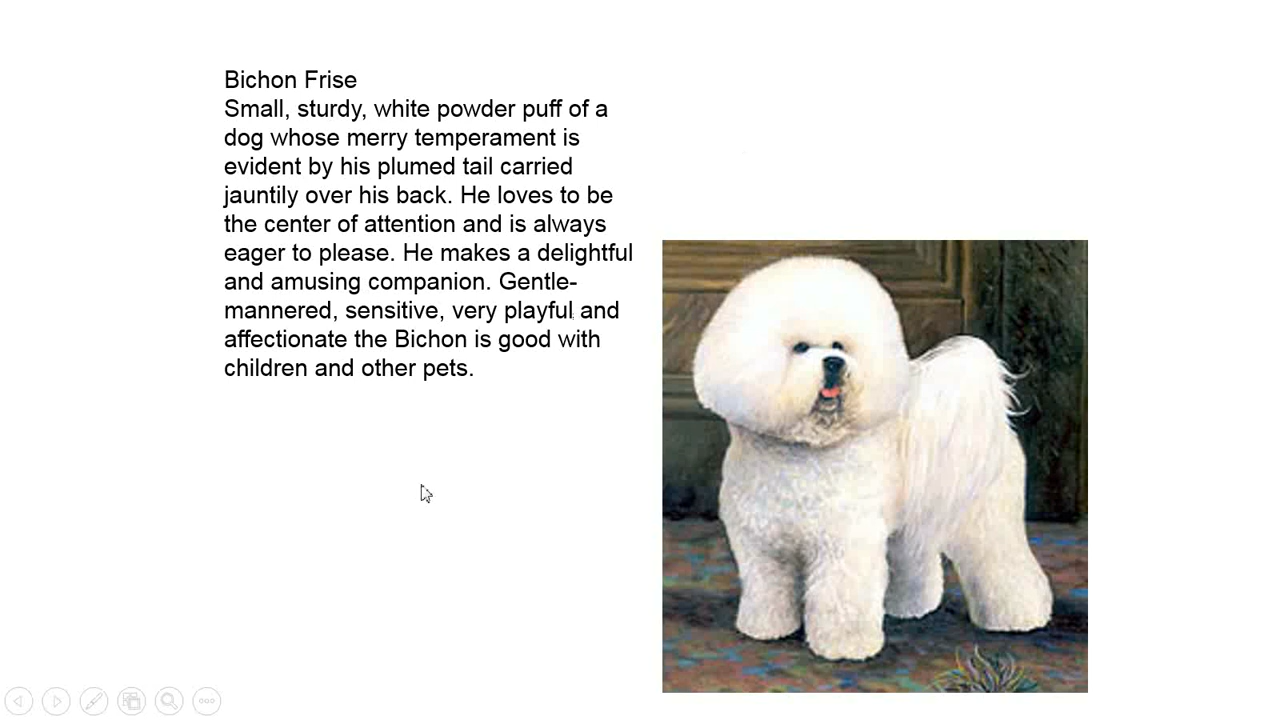 Bichon Frise
Small, sturdy, white powder puff of a
dog whose merry temperament is
evident by his plumed tail carried
jauntily over his back. He loves to be
the center of attention and is always
eager to please. He makes a delightful
and amusing companion. Gentle-
mannered, sensitive, very playful and
affectionate the Bichon is good with
children and other pets.